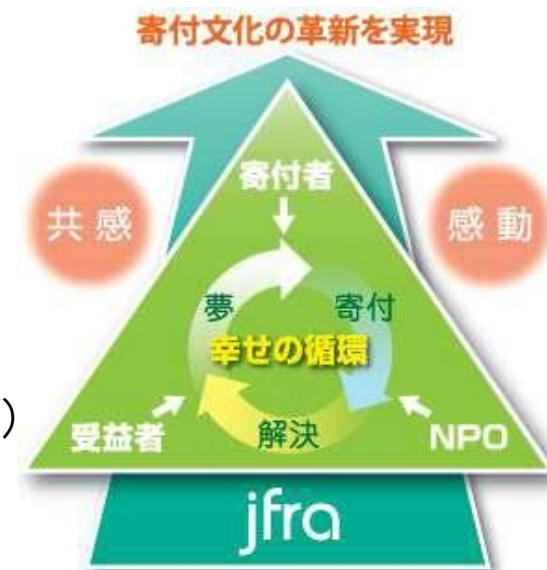 寄付文化の革新を実現
寄付者
共感
感動
夢
寄付
幸せの循環
)
受益者
解決
NPO
jfra